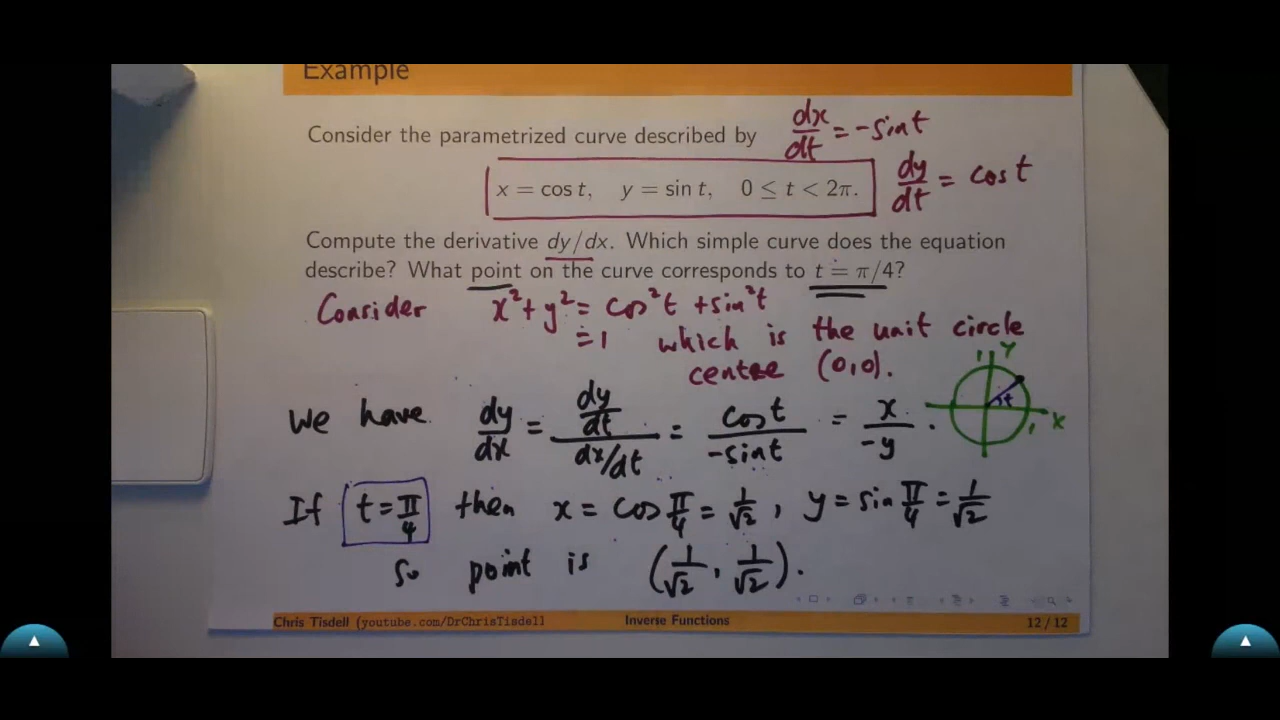 Example
Consider the parametrized curve described by
dx/dt = -sin t
x = cos t, y = sin t, 0 ≤ t < 2π.
dy/dt = cos t
Compute the derivative dy/dx. Which simple curve does the equation
describe? What point on the curve corresponds to t = π/4?
Consider x² + y² = cos² t + sin² t
= 1 which is the unit circle
centre (0,0).
y
1
t
x
1
We have dy/dx = (dy/dt)/(dx/dt) = cos t/(-sin t) = x/(-y).
If t = π/4 then x = cos π/4 = 1/√2, y = sin π/4 = 1/√2
so point is (1/√2, 1/√2).
Chris Tisdell (youtube.com/DrChrisTisdell Inverse Functions 12/12